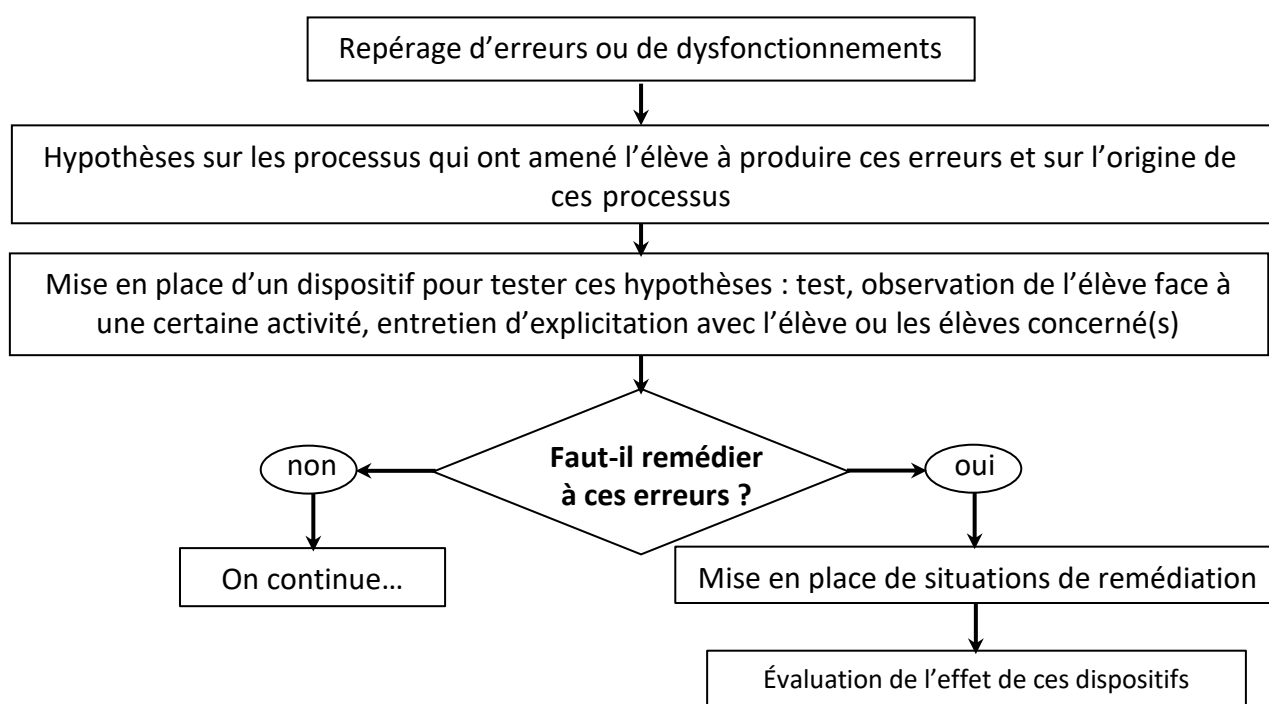 Repérage d’erreurs ou de dysfonctionnements
Hypothèses sur les processus qui ont amené l’élève à produire ces erreurs et sur l’origine de
ces processus
Mise en place d’un dispositif pour tester ces hypothèses : test, observation de l’élève face à
une certaine activité, entretien d’explicitation avec l’élève ou les élèves concerné(s)
Faut-il remédier
à ces erreurs ?
non
oui
On continue…
Mise en place de situations de remédiation
Évaluation de l’effet de ces dispositifs